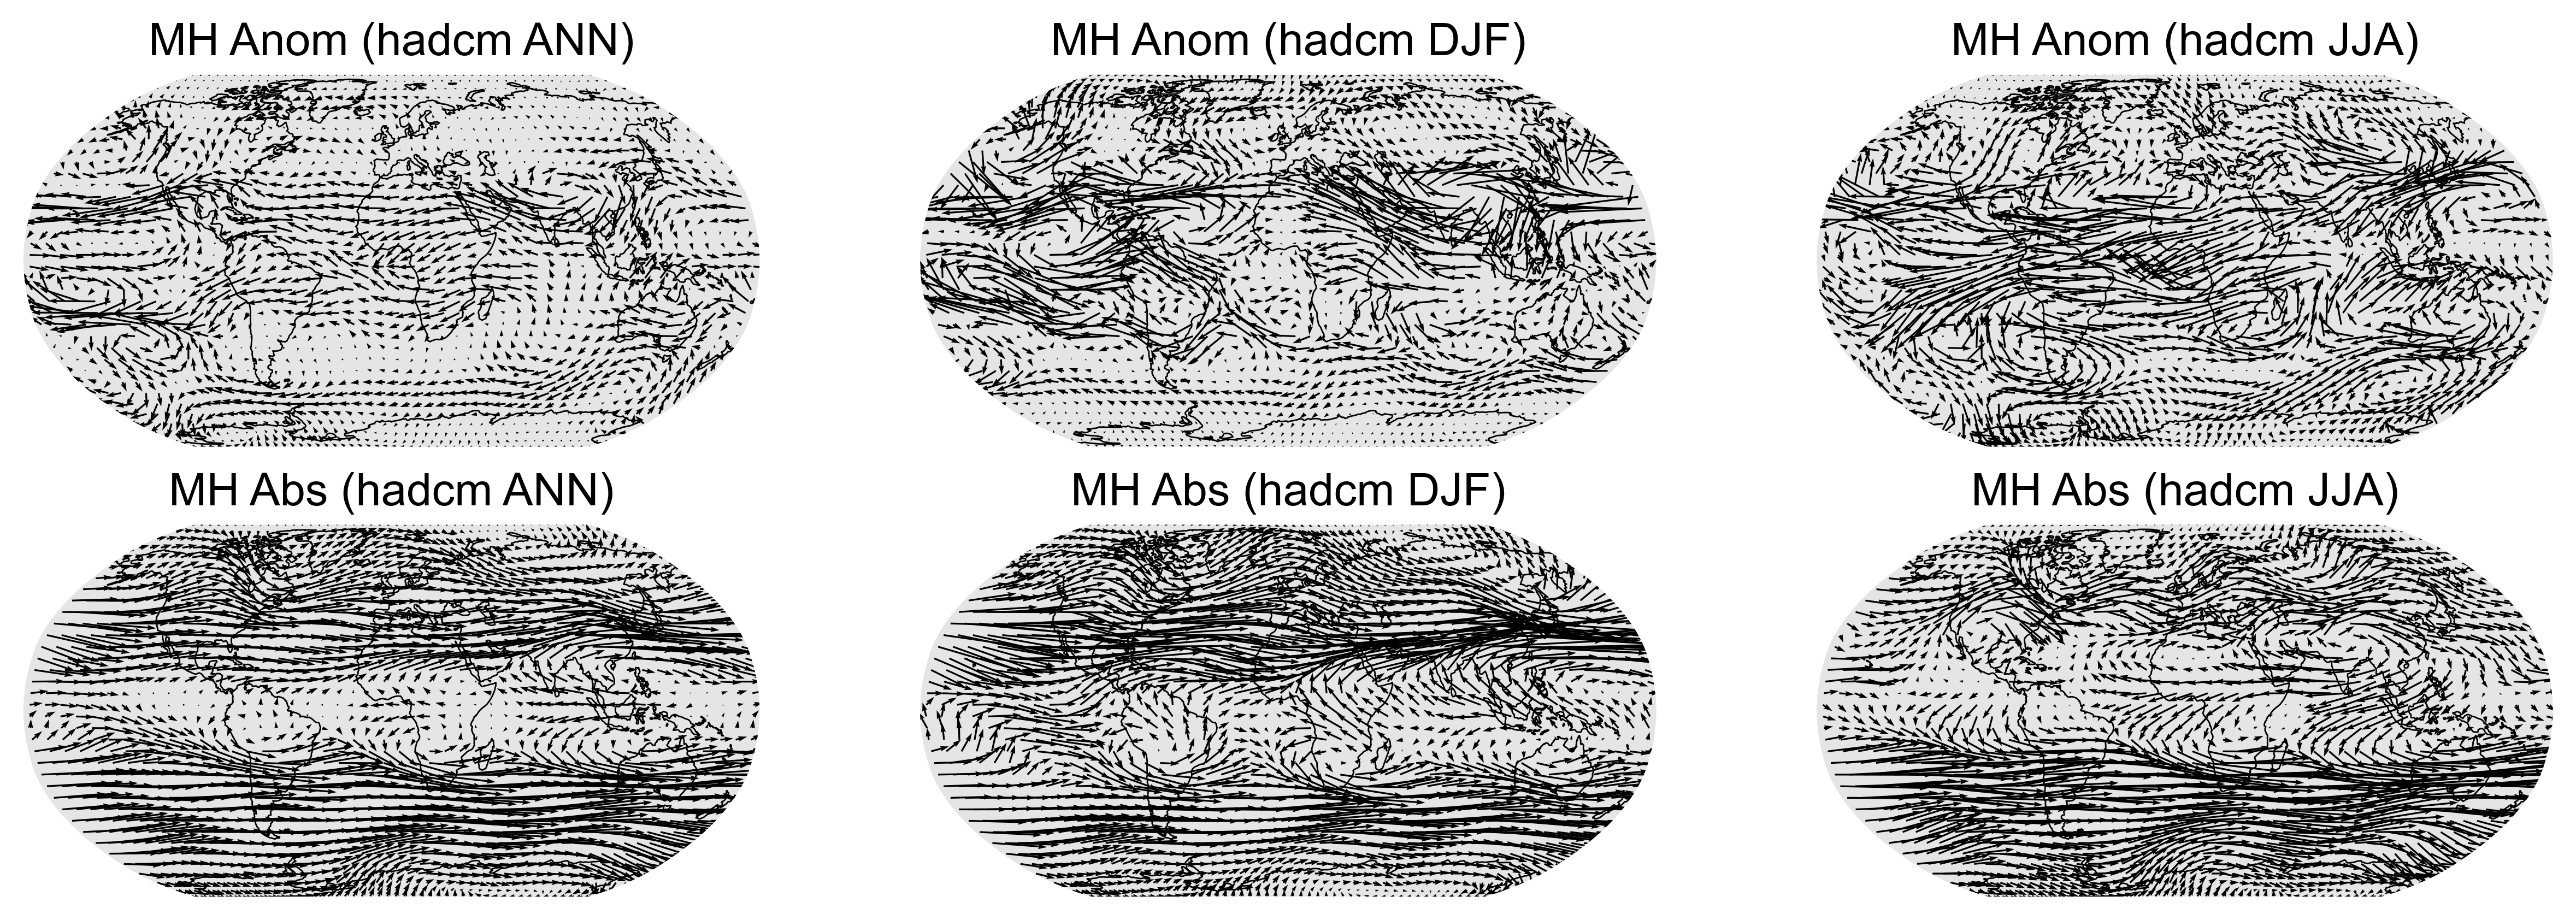 MH Anom (hadcm ANN)
MH Anom (hadcm DJF)
MH Anom (hadcm JJA)
MH Abs (hadcm ANN)
MH Abs (hadcm DJF)
MH Abs (hadcm JJA)